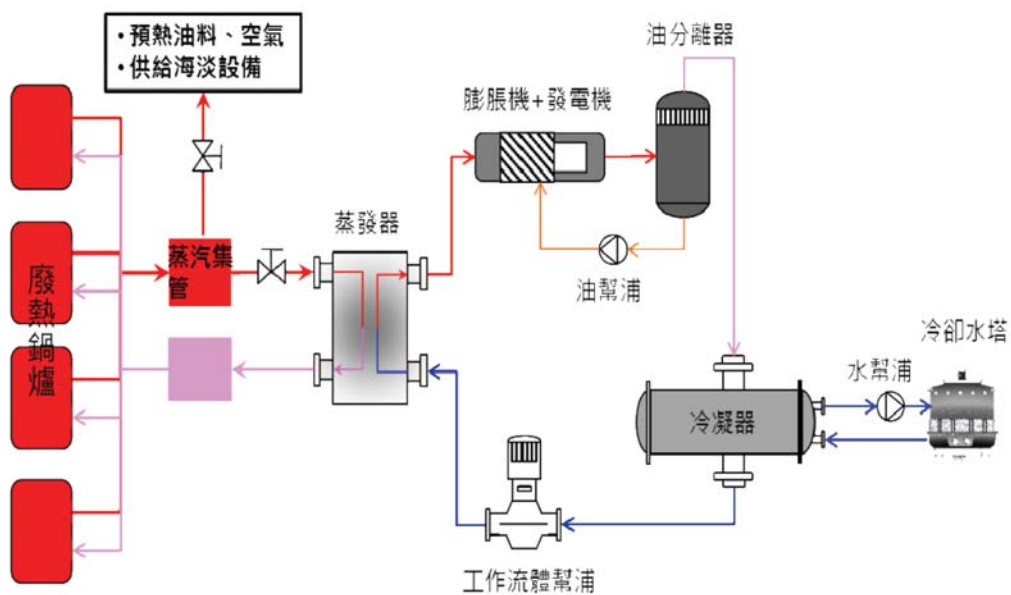 •預熱油料、空氣
•供給海淡設備
油分離器
膨脹機+發電機
蒸發器
蒸汽集
管
廢熱鍋爐
油幫浦
冷卻水塔
水幫浦
冷凝器
工作流體幫浦